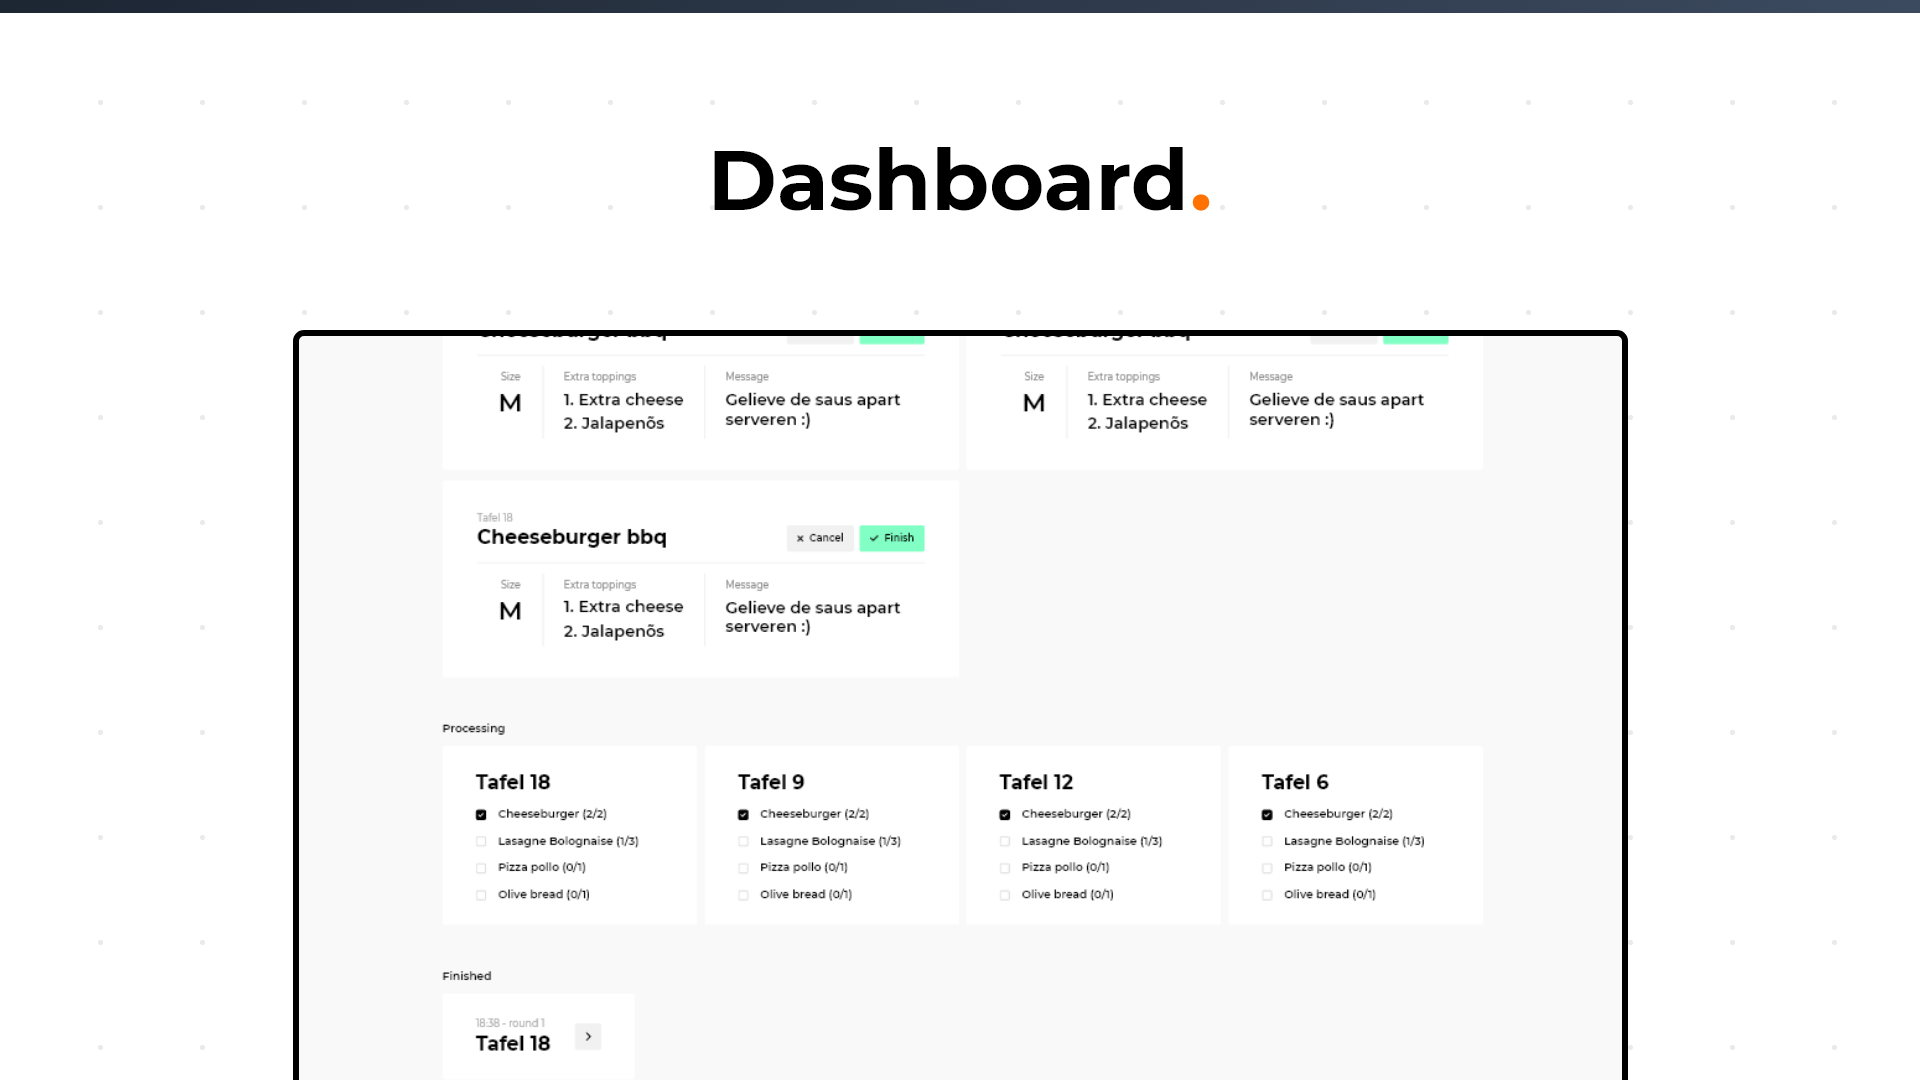 Dashboard.
Size
Extra toppings
Message
M
1. Extra cheese
2. Jalapenõs
Gelieve de saus apart
serveren :)
Size
Extra toppings
Message
M
1. Extra cheese
2. Jalapenõs
Gelieve de saus apart
serveren :)
Tafel 18
Cheeseburger bbq
Cancel
Finish
Size
Extra toppings
Message
M
1. Extra cheese
2. Jalapenõs
Gelieve de saus apart
serveren :)
Processing
Tafel 18
Cheeseburger (2/2)
Lasagne Bolognaise (1/3)
Pizza pollo (0/1)
Olive bread (0/1)
Tafel 9
Cheeseburger (2/2)
Lasagne Bolognaise (1/3)
Pizza pollo (0/1)
Olive bread (0/1)
Tafel 12
Cheeseburger (2/2)
Lasagne Bolognaise (1/3)
Pizza pollo (0/1)
Olive bread (0/1)
Tafel 6
Cheeseburger (2/2)
Lasagne Bolognaise (1/3)
Pizza pollo (0/1)
Olive bread (0/1)
Finished
18:38 - round 1
Tafel 18